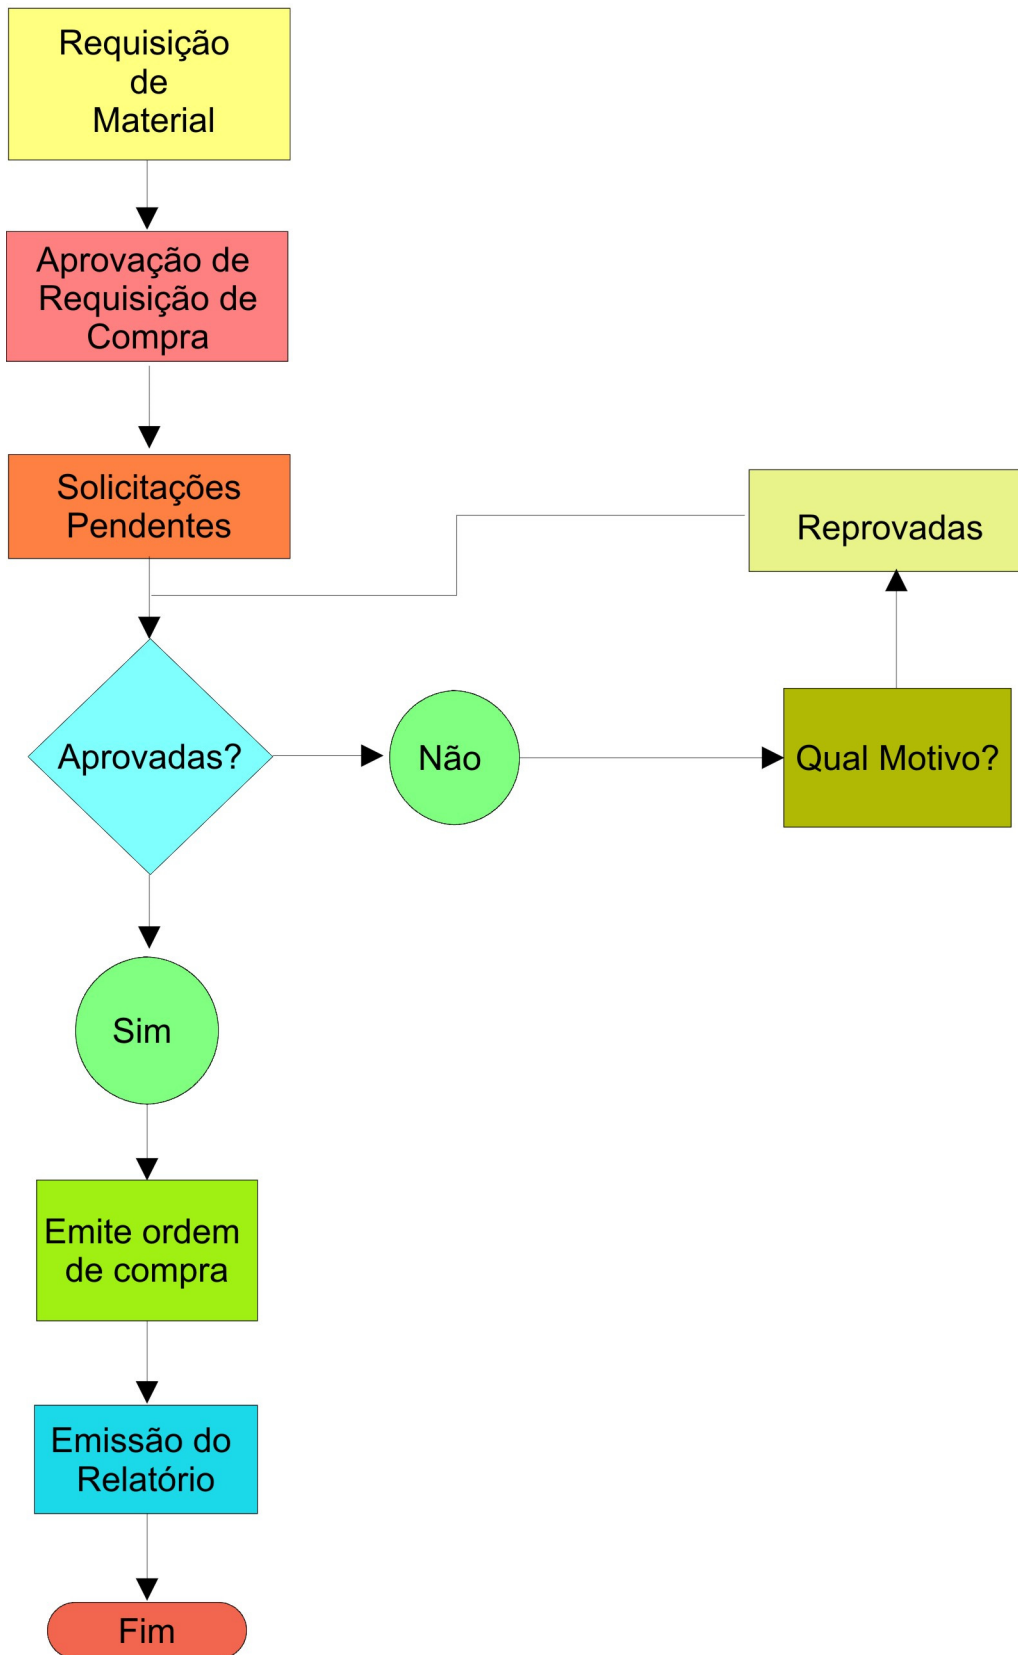 Requisição
de
Material
Aprovação de
Requisição de
Compra
Solicitações
Pendentes
Reprovadas
Aprovadas?
Não
Qual Motivo?
Sim
Emite ordem
de compra
Emissão do
Relatório
Fim